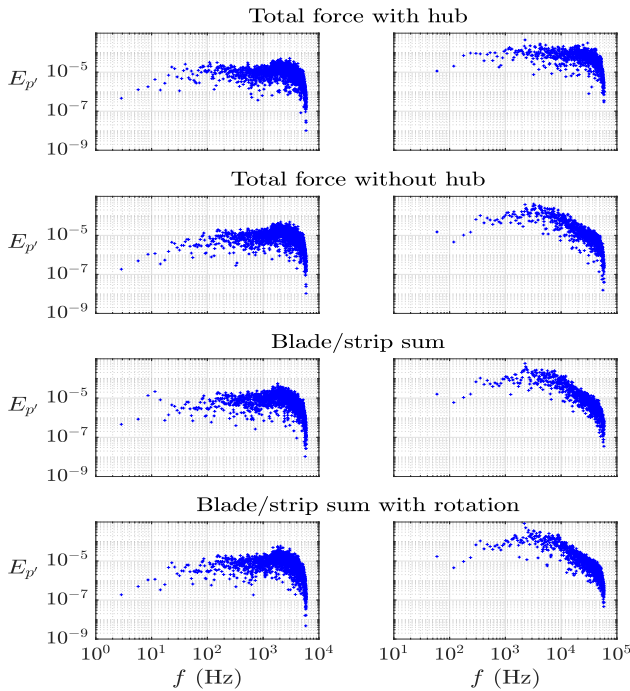 Total force with hub
E_{p'}
10^{-5}
10^{-7}
10^{-9}
Total force without hub
E_{p'}
10^{-5}
10^{-7}
10^{-9}
Blade/strip sum
E_{p'}
10^{-5}
10^{-7}
10^{-9}
Blade/strip sum with rotation
E_{p'}
10^{-5}
10^{-7}
10^{-9}
10^0 10^1 10^2 10^3 10^4 10^1 10^2 10^3 10^4 10^5
f (Hz) f (Hz)